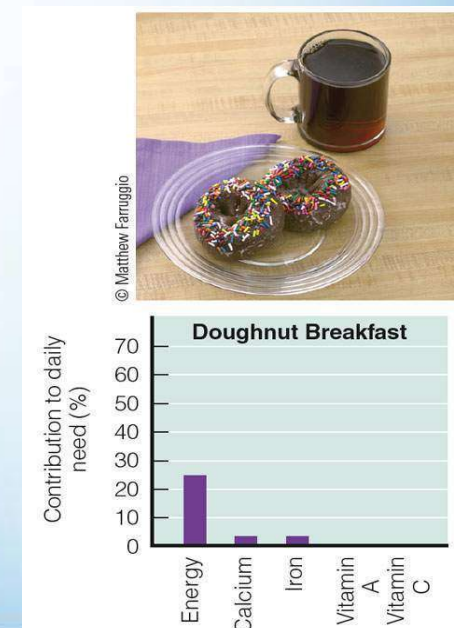 © Matthew Farruggio
Doughnut Breakfast
Contribution to daily
need (%)
70
60
50
40
30
20
10
0
Energy
Calcium
Iron
Vitamin
A
Vitamin
C